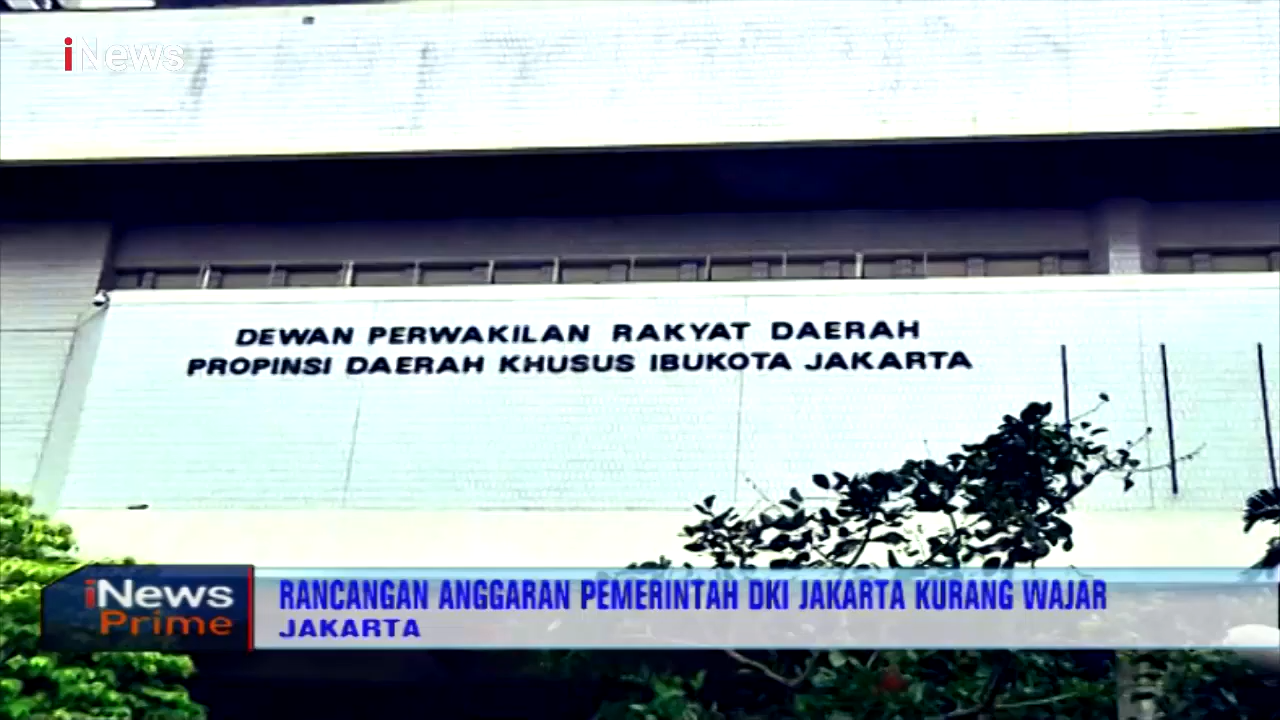 iNews
DEWAN PERWAKILAN RAKYAT DAERAH
PROPINSI DAERAH KHUSUS IBUKOTA JAKARTA
iNews
Prime
RANCANGAN ANGGARAN PEMERINTAH DKI JAKARTA KURANG WAJAR
JAKARTA